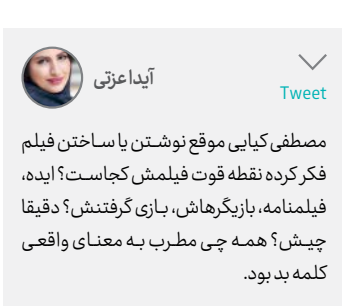 آیدا عزتی
Tweet
مصطفی کیایی موقع نوشتن یا ساختن فیلم
فکر کرده نقطه قوت فیلمش کجاست؟ ایده،
فیلمنامه، بازیگرهاش، بازی گرفتنش؟ دقیقا
چیش؟ همه چی مطرب به معنای واقعی
کلمه بد بود.